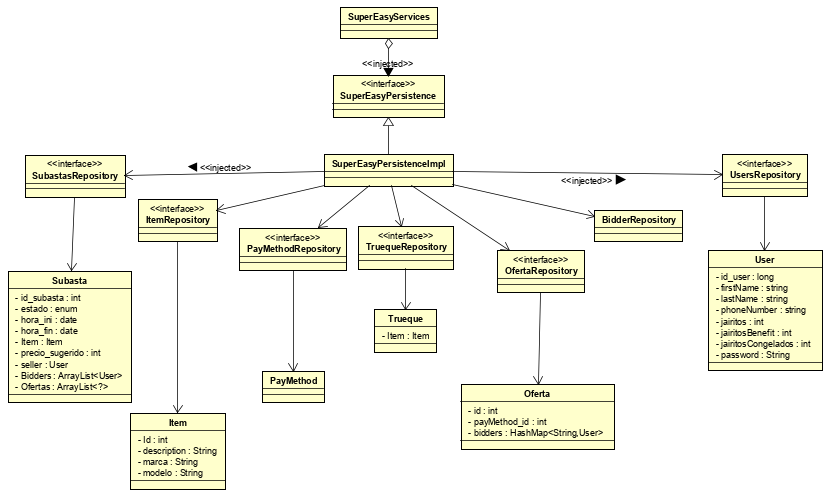 SuperEasyServices
<<injected>>
<<interface>>
SuperEasyPersistence
<<interface>>
SubastasRepository
<<injected>>
SuperEasyPersistenceImpl
<<injected>>
<<interface>>
UsersRepository
<<interface>>
ItemRepository
<<interface>>
PayMethodRepository
<<interface>>
TruequeRepository
<<interface>>
OfertaRepository
BidderRepository
Subasta
- id_subasta : int
- estado : enum
- hora_ini : date
- hora_fin : date
- Item : Item
- precio_sugerido : int
- seller : User
- Bidders : ArrayList<User>
- Ofertas : ArrayList<?>
User
- id_user : long
- firstName : string
- lastName : string
- phoneNumber : string
- jairitos : int
- jairitosBenefit : int
- jairitosCongelados : int
- password : String
Trueque
- Item : Item
PayMethod
Oferta
- id : int
- payMethod_id : int
- bidders : HashMap<String,User>
Item
- Id : int
- description : String
- marca : String
- modelo : String